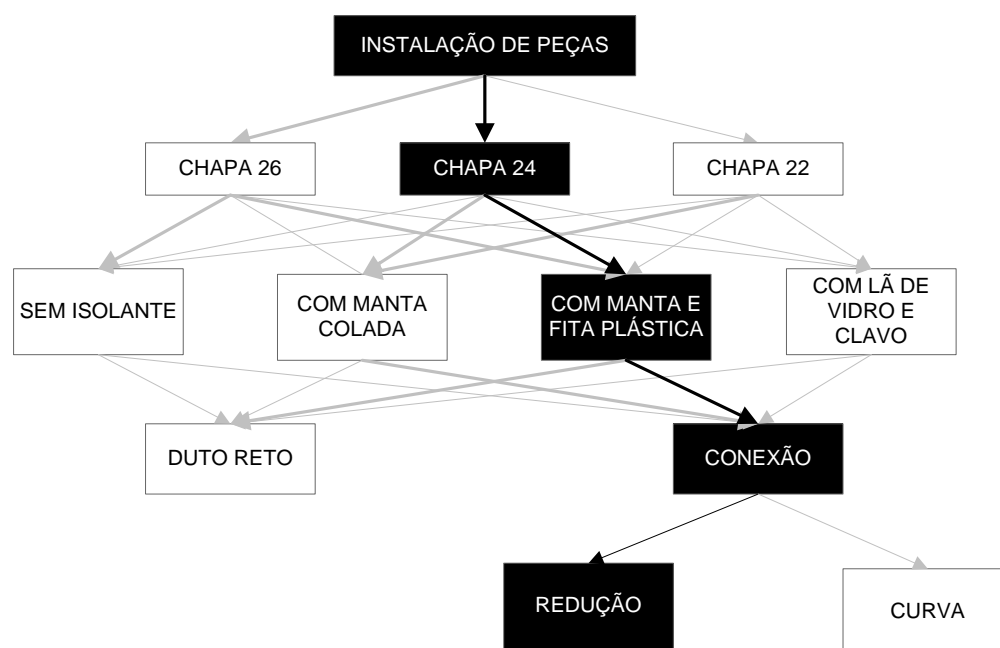 INSTALAÇÃO DE PEÇAS
CHAPA 26
CHAPA 24
CHAPA 22
SEM ISOLANTE
COM MANTA
COLADA
COM MANTA E
FITA PLÁSTICA
COM LÃ DE
VIDRO E
CLAVO
DUTO RETO
CONEXÃO
REDUÇÃO
CURVA